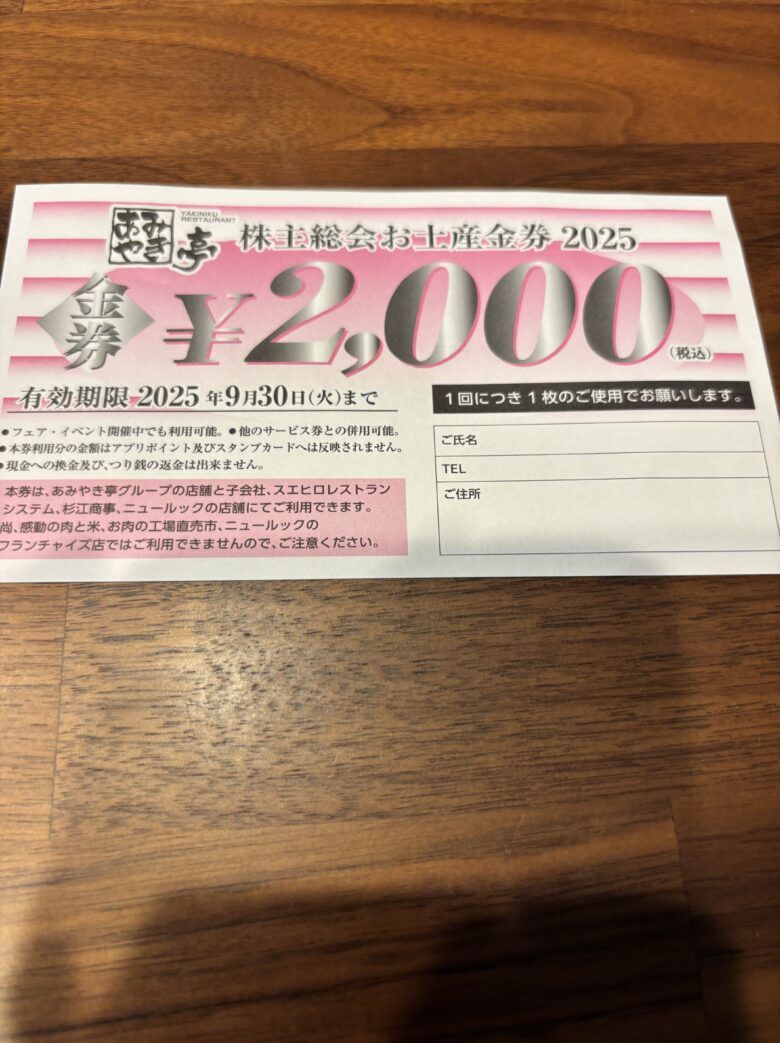 あみやき亭
YAKINIKU
RESTAURANT
株主総会お土産金券 2025
金券
¥2,000
(税込)
有効期限 2025年9月30日(火)まで
1回につき1枚のご使用でお願いします。
●フェア・イベント開催中でも利用可能。●他のサービス券との併用可能。
●本券利用分の金額はアプリポイント及びスタンプカードへは反映されません。
●現金への換金及び、つり銭の返金は出来ません。
本券は、あみやき亭グループの店舗と子会社、スエヒロレストラン
システム、杉江商事、ニュールックの店舗にてご利用できます。
尚、感動の肉と米、お肉の工場直売市、ニュールックの
フランチャイズ店ではご利用できませんので、ご注意ください。
ご氏名
TEL
ご住所